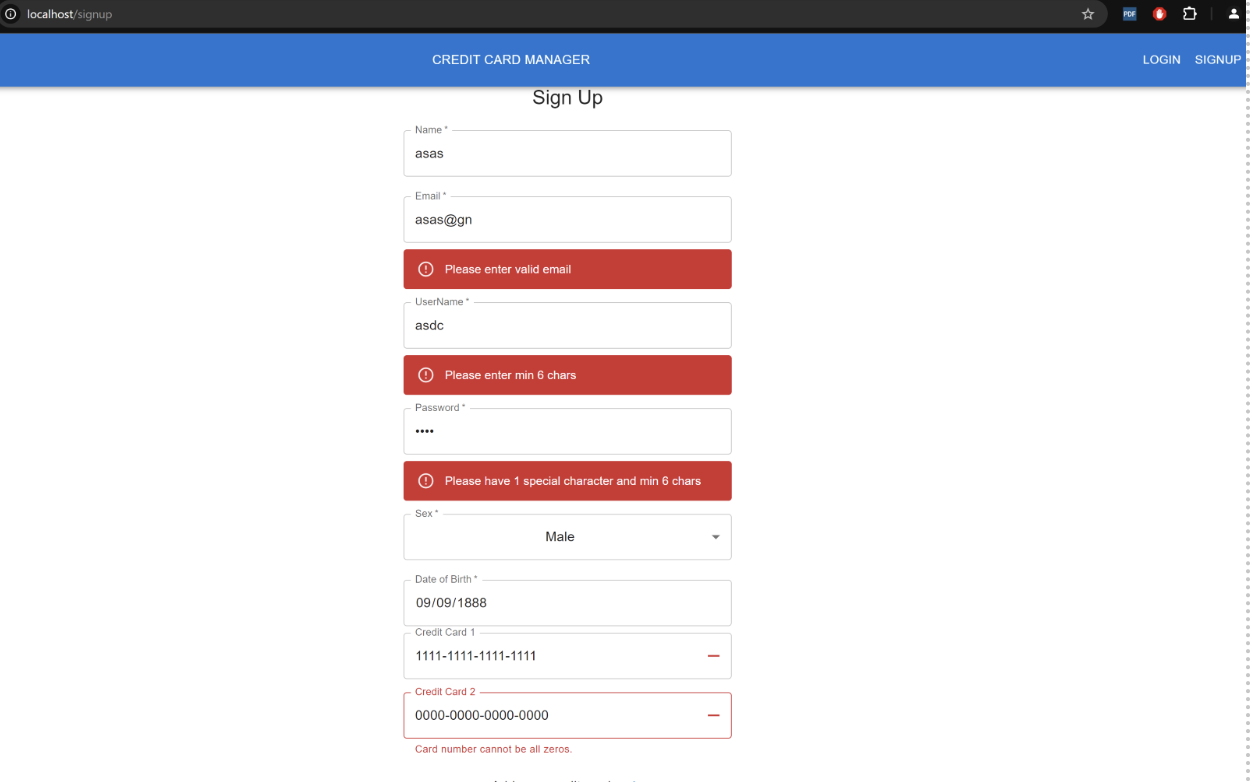 localhost/signup
PDF
CREDIT CARD MANAGER
LOGIN SIGNUP
Sign Up
Name *
asas
Email *
asas@gn
Please enter valid email
UserName *
asdc
Please enter min 6 chars
Password *
••••
Please have 1 special character and min 6 chars
Sex *
Male
Date of Birth *
09/09/1888
Credit Card 1
1111-1111-1111-1111
Credit Card 2
0000-0000-0000-0000
Card number cannot be all zeros.